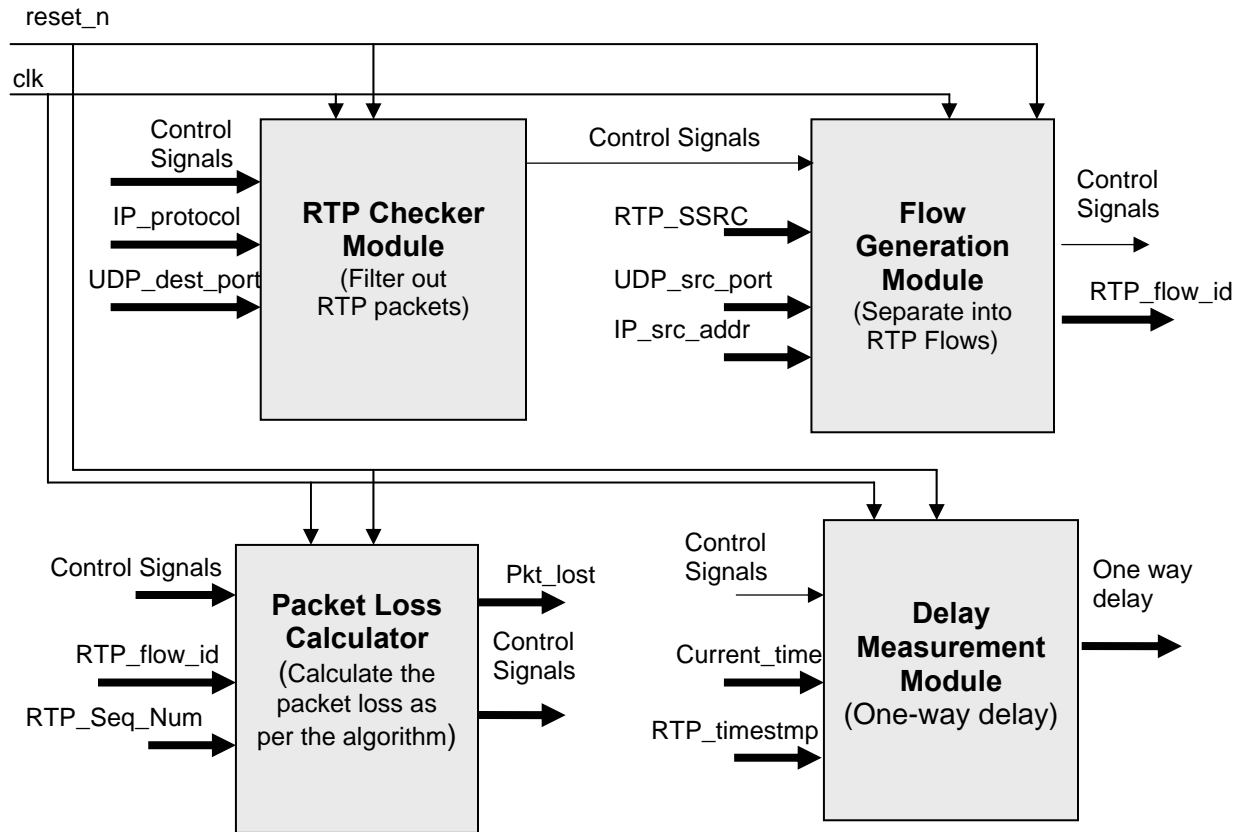 reset_n
clk
Control
Signals
IP_protocol
UDP_dest_port
RTP Checker
Module
(Filter out
RTP packets)
Control Signals
RTP_SSRC
UDP_src_port
IP_src_addr
Flow
Generation
Module
(Separate into
RTP Flows)
Control
Signals
RTP_flow_id
Control Signals
RTP_flow_id
RTP_Seq_Num
Packet Loss
Calculator
(Calculate the
packet loss as
per the algorithm)
Pkt_lost
Control
Signals
Control
Signals
Current_time
RTP_timestmp
Delay
Measurement
Module
(One-way delay)
One way
delay